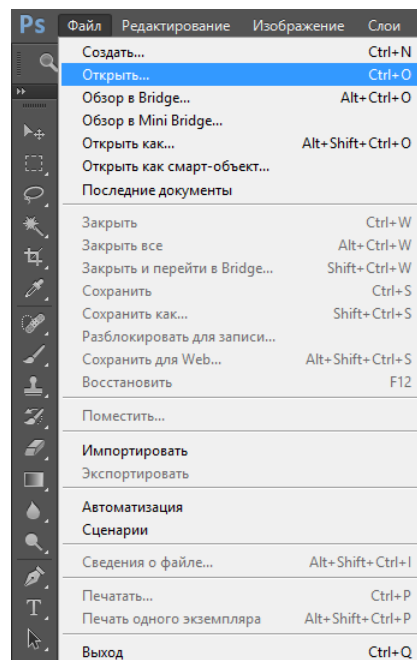 Ps Файл Редактирование Изображение Слои
Создать... Ctrl+N
Открыть... Ctrl+O
Обзор в Bridge... Alt+Ctrl+O
Обзор в Mini Bridge...
Открыть как... Alt+Shift+Ctrl+O
Открыть как смарт-объект...
Последние документы
Закрыть Ctrl+W
Закрыть все Alt+Ctrl+W
Закрыть и перейти в Bridge... Shift+Ctrl+W
Сохранить Ctrl+S
Сохранить как... Shift+Ctrl+S
Разблокировать для записи...
Сохранить для Web... Alt+Shift+Ctrl+S
Восстановить F12
Поместить...
Импортировать
Экспортировать
Автоматизация
Сценарии
Сведения о файле... Alt+Shift+Ctrl+I
Печатать... Ctrl+P
Печать одного экземпляра Alt+Shift+Ctrl+P
T
Выход Ctrl+Q